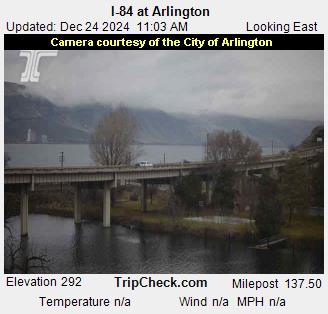 I-84 at Arlington
Updated: Dec 24 2024 11:03 AM Looking East
Camera courtesy of the City of Arlington
Elevation 292 TripCheck.com Milepost 137.50
Temperature n/a Wind n/a MPH n/a